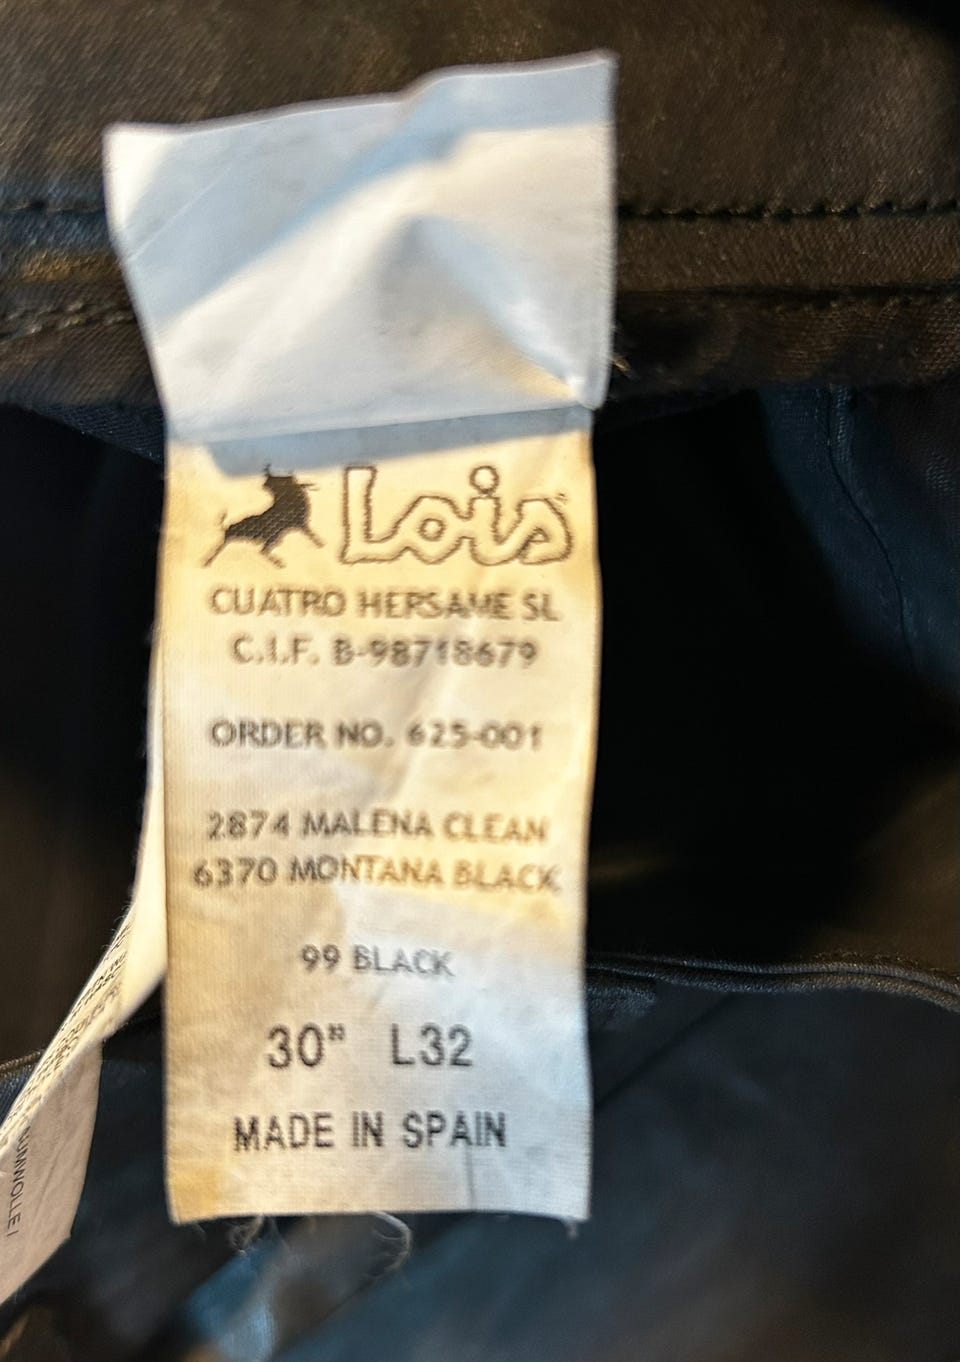 Lois
CUATRO HERSAME SL
C.I.F. B-98718679
ORDER NO. 625-001
2874 MALENA CLEAN
6370 MONTANA BLACK
99 BLACK
30" L32
MADE IN SPAIN
BAUMWOLLE /